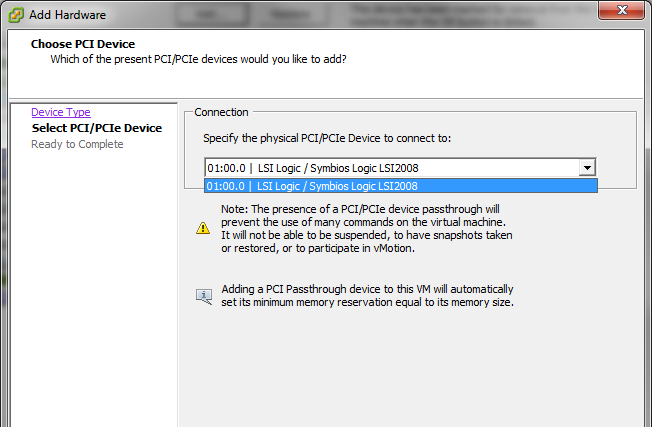 Add Hardware
Choose PCI Device
Which of the present PCI/PCIe devices would you like to add?
Device Type
Select PCI/PCIe Device
Ready to Complete
Connection
Specify the physical PCI/PCIe Device to connect to:
01:00.0 | LSI Logic / Symbios Logic LSI2008
01:00.0 | LSI Logic / Symbios Logic LSI2008
Note: The presence of a PCI/PCIe device passthrough will
prevent the use of many commands on the virtual machine.
It will not be able to be suspended, to have snapshots taken
or restored, or to participate in vMotion.
Adding a PCI Passthrough device to this VM will automatically
set its minimum memory reservation equal to its memory size.